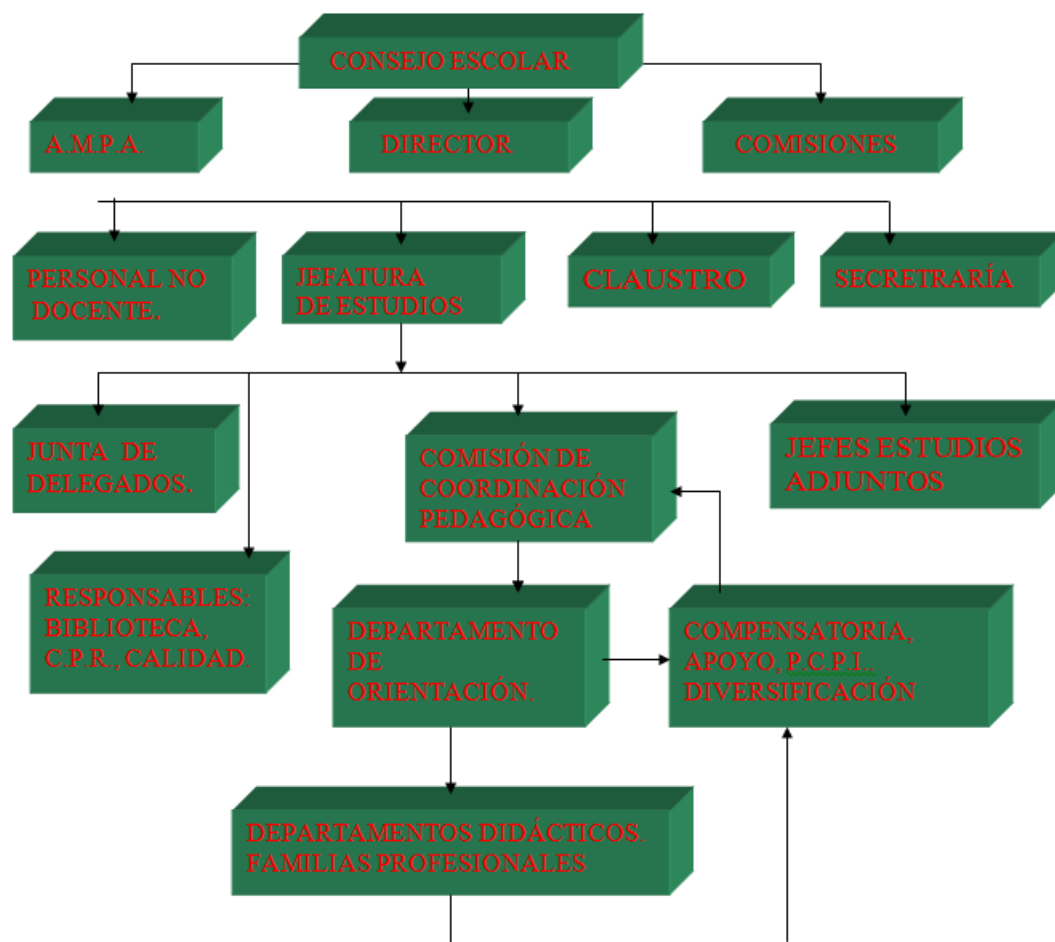 CONSEJO ESCOLAR
A.M.P.A.
DIRECTOR
COMISIONES
PERSONAL NO
DOCENTE.
JEFATURA
DE ESTUDIOS
CLAUSTRO
SECRETRARÍA
JUNTA DE
DELEGADOS.
COMISIÓN DE
COORDINACIÓN
PEDAGÓGICA
JEFES ESTUDIOS
ADJUNTOS
RESPONSABLES:
BIBLIOTECA,
C.P.R., CALIDAD.
DEPARTAMENTO
DE
ORIENTACIÓN.
COMPENSATORIA,
APOYO, P.C.P.I..
DIVERSIFICACIÓN
DEPARTAMENTOS DIDÁCTICOS.
FAMILIAS PROFESIONALES